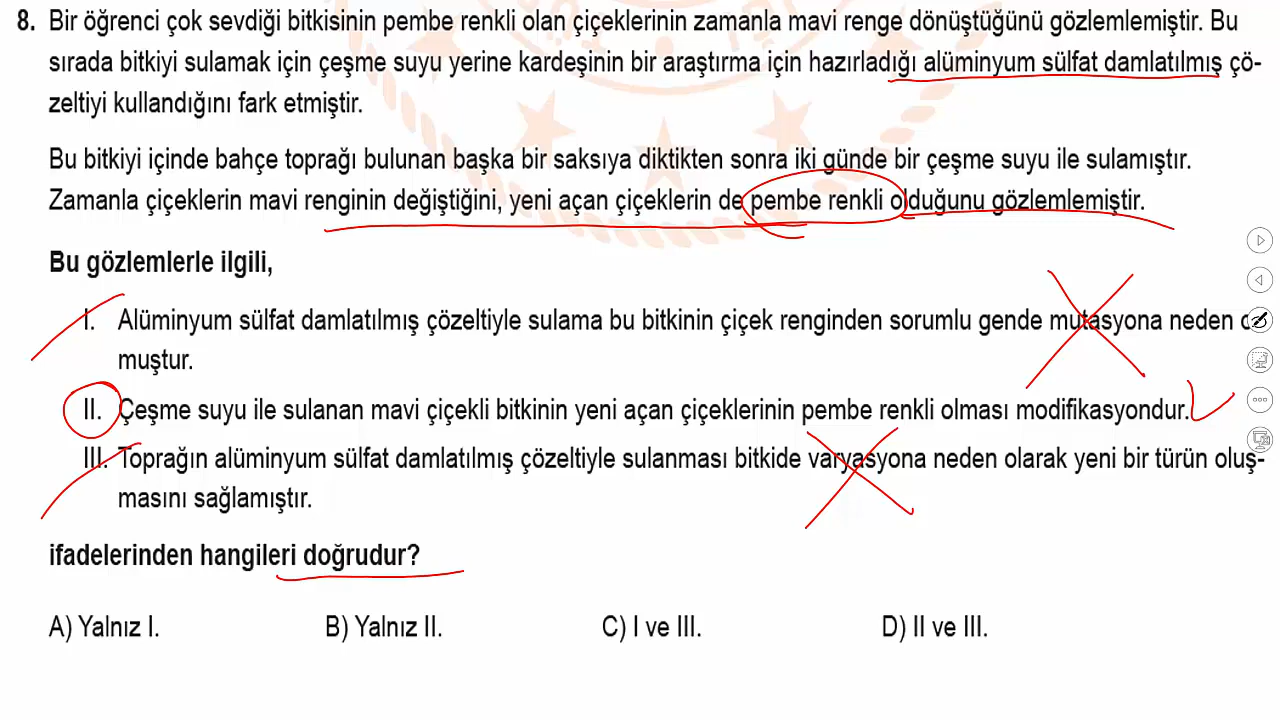 8. Bir öğrenci çok sevdiği bitkisinin pembe renkli olan çiçeklerinin zamanla mavi renge dönüştüğünü gözlemlemiştir. Bu
sırada bitkiyi sulamak için çeşme suyu yerine kardeşinin bir araştırma için hazırladığı alüminyum sülfat damlatılmış çö-
zeltiyi kullandığını fark etmiştir.
Bu bitkiyi içinde bahçe toprağı bulunan başka bir saksıya diktikten sonra iki günde bir çeşme suyu ile sulamıştır.
Zamanla çiçeklerin mavi renginin değiştiğini, yeni açan çiçeklerin de pembe renkli olduğunu gözlemlemiştir.
Bu gözlemlerle ilgili,
I. Alüminyum sülfat damlatılmış çözeltiyle sulama bu bitkinin çiçek renginden sorumlu gende mutasyona neden
muştur.
II. Çeşme suyu ile sulanan mavi çiçekli bitkinin yeni açan çiçeklerinin pembe renkli olması modifikasyondur.
III. Toprağın alüminyum sülfat damlatılmış çözeltiyle sulanması bitkide varyasyona neden olarak yeni bir türün oluş-
masını sağlamıştır.
ifadelerinden hangileri doğrudur?
A) Yalnız I. B) Yalnız II. C) I ve III. D) II ve III.